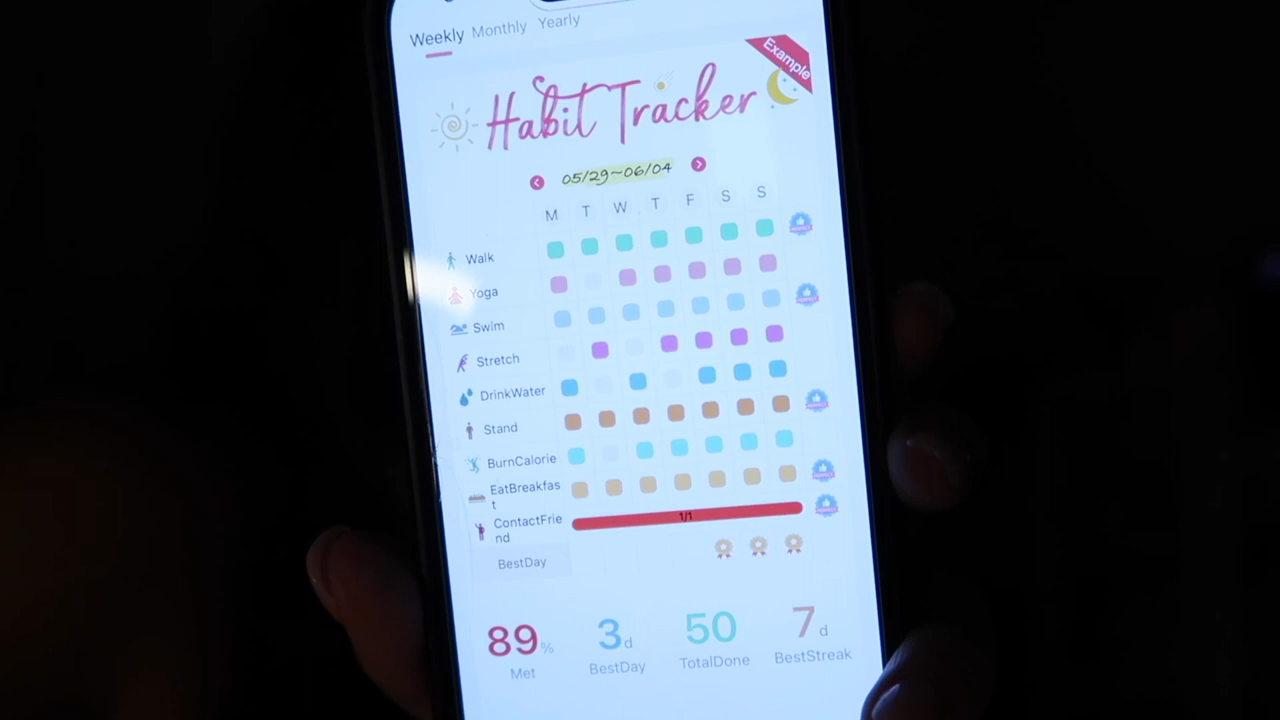 Weekly Monthly Yearly
Example
Habit Tracker
05/29~06/04
M T W T F S S
Walk
Yoga
Swim
Stretch
DrinkWater
Stand
BurnCalorie
EatBreakfas
t
ContactFrie
nd
1/1
BestDay
89% 3d 50 7d
Met BestDay TotalDone BestStreak